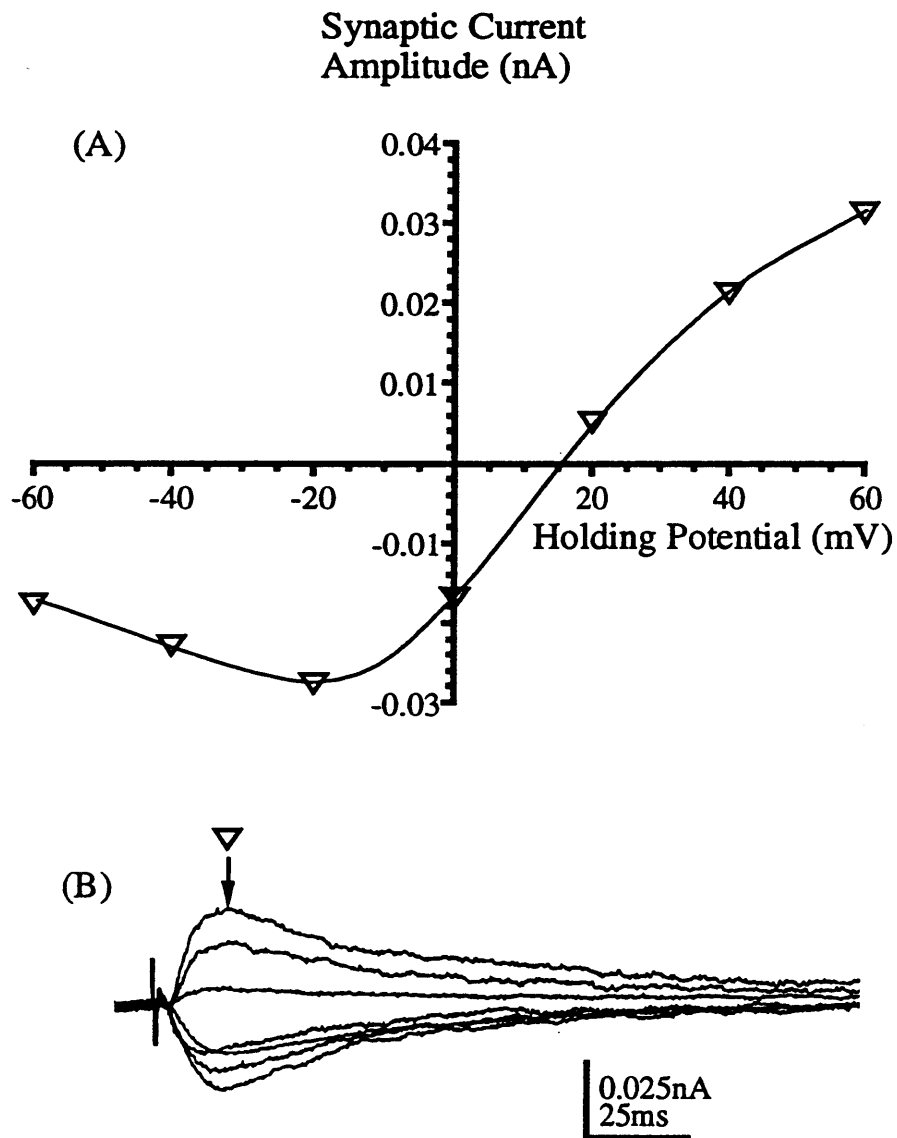 Synaptic Current
Amplitude (nA)
(A)
0.04
0.03
0.02
0.01
-60 -40 -20 20 40 60
-0.01
Holding Potential (mV)
-0.03
(B)
0.025nA
25ms